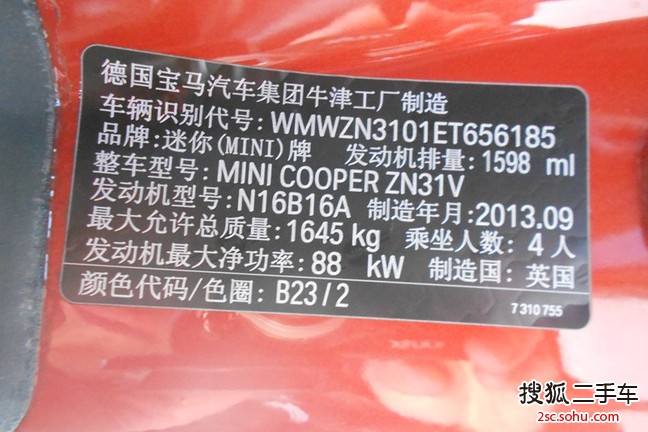 德国宝马汽车集团牛津工厂制造
车辆识别代号: WMWZN3101ET656185
品牌: 迷你(MINI)牌 发动机排量: 1598 ml
整车型号: MINI COOPER ZN31V
发动机型号: N16B16A 制造年月: 2013.09
最大允许总质量: 1645 kg 乘坐人数: 4 人
发动机最大净功率: 88 kW 制造国: 英国
颜色代码/色圈: B23/2
7 310 755
搜狐二手车
2sc.sohu.com